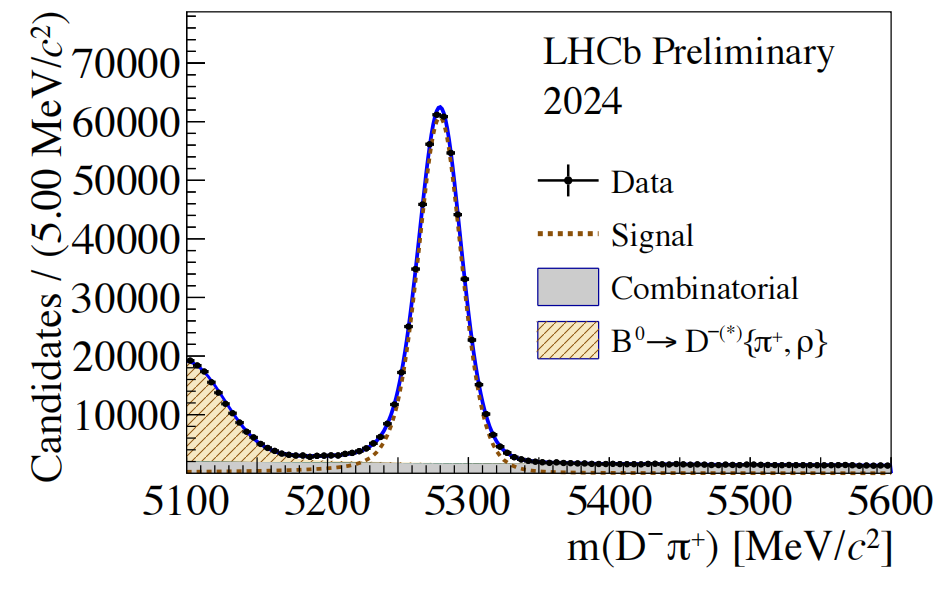 LHCb Preliminary
2024
Data
Signal
Combinatorial
B⁰→ D⁻⁽*⁾{π⁺, ρ}
Candidates / (5.00 MeV/c²)
70000
60000
50000
40000
30000
20000
10000
5100 5200 5300 5400 5500 5600
m(D⁻π⁺) [MeV/c²]